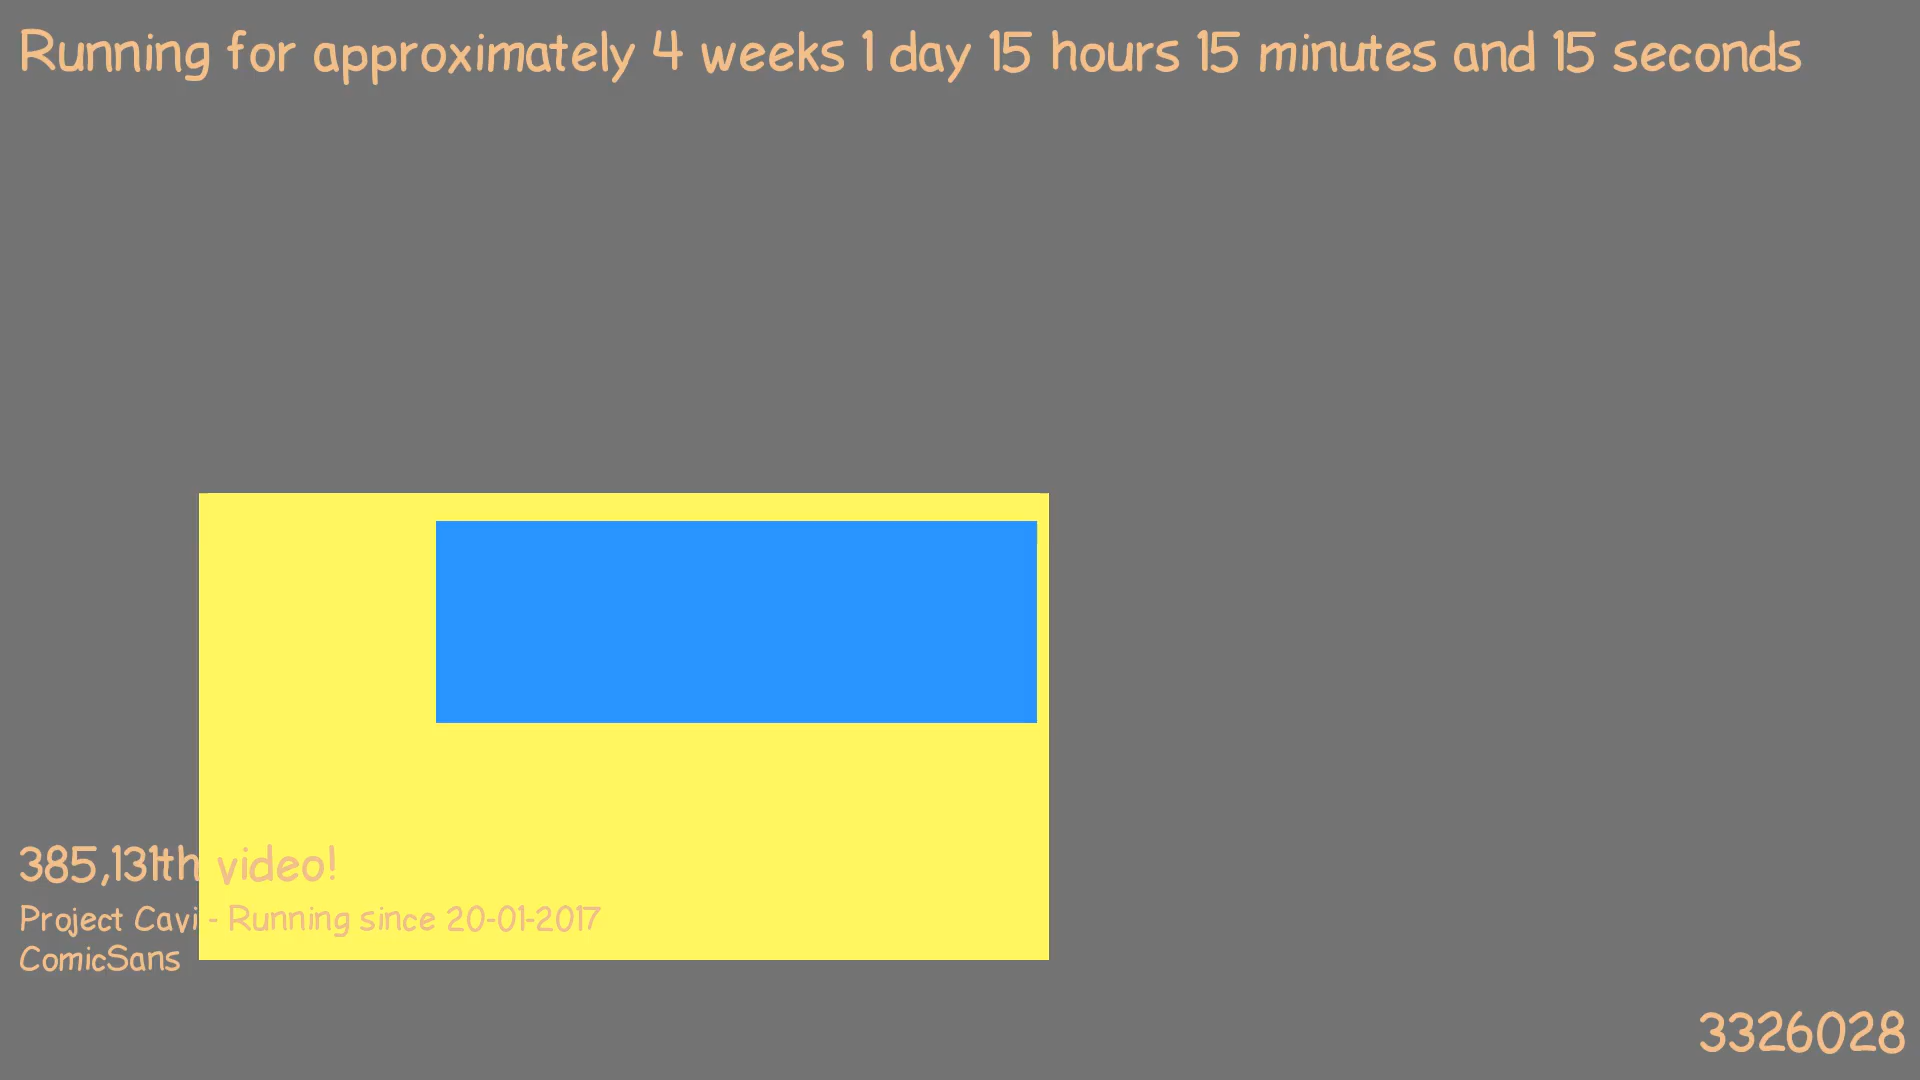 Running for approximately 4 weeks 1 day 15 hours 15 minutes and 15 seconds
385,131th video!
Project Cavi - Running since 20-01-2017
ComicSans
3326028